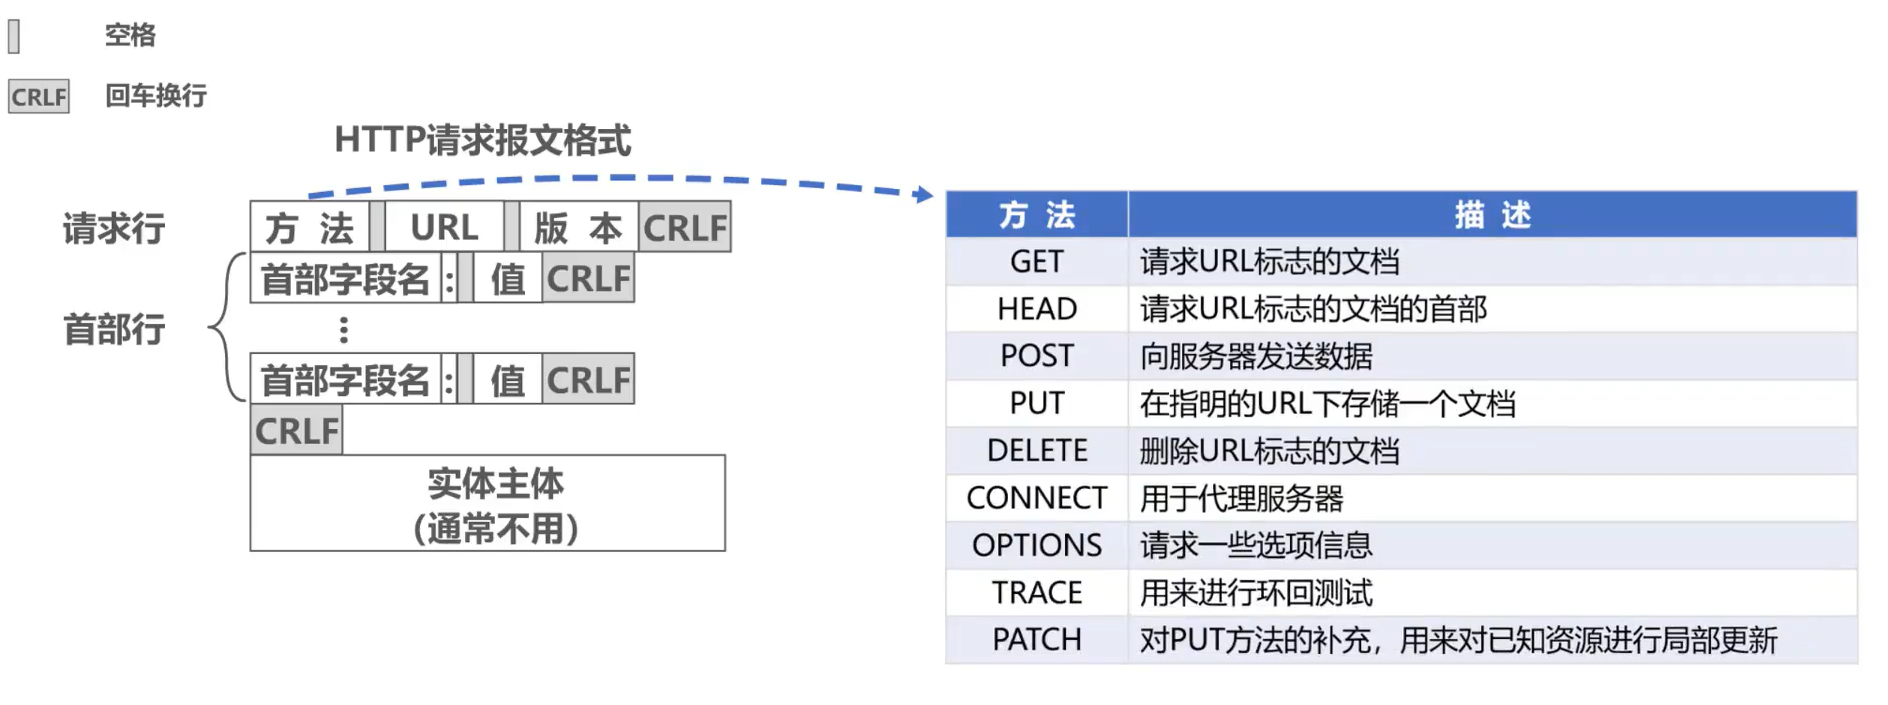 空格
CRLF 回车换行
HTTP请求报文格式
请求行 方 法 URL 版 本 CRLF
首部字段名 : 值 CRLF
首部行
首部字段名 : 值 CRLF
CRLF
实体主体
(通常不用)
方 法 描 述
GET 请求URL标志的文档
HEAD 请求URL标志的文档的首部
POST 向服务器发送数据
PUT 在指明的URL下存储一个文档
DELETE 删除URL标志的文档
CONNECT 用于代理服务器
OPTIONS 请求一些选项信息
TRACE 用来进行环回测试
PATCH 对PUT方法的补充，用来对已知资源进行局部更新